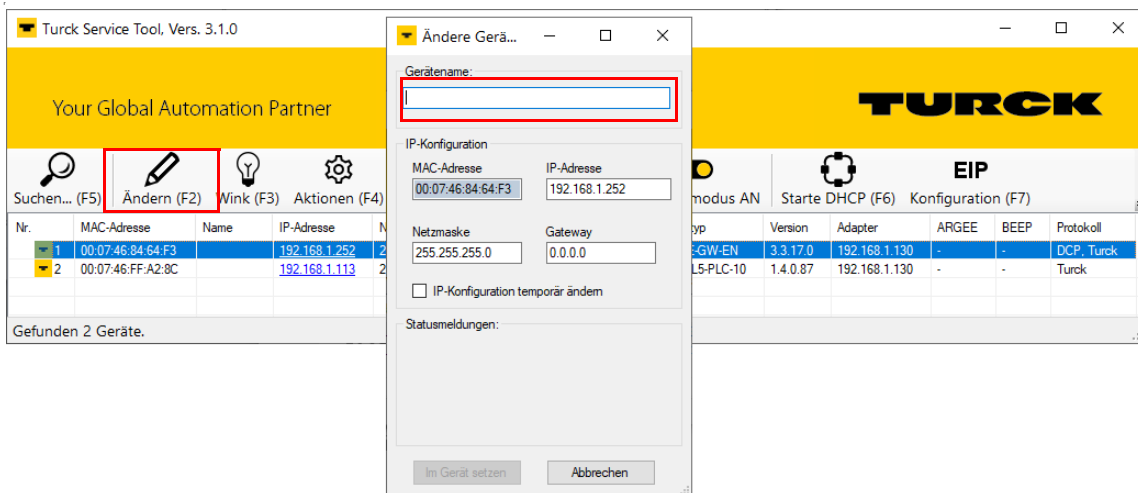 Turck Service Tool, Vers. 3.1.0
Your Global Automation Partner
TURCK
Suchen... (F5) Ändern (F2) Wink (F3) Aktionen (F4) modus AN Starte DHCP (F6) EIP Konfiguration (F7)
Nr. MAC-Adresse Name IP-Adresse Version Adapter ARGEE BEEP Protokoll
1 00:07:46:84:64:F3 192.168.1.252 2 E-GW-EN 3.3.17.0 192.168.1.130 - - DCP, Turck
2 00:07:46:FF:A2:8C 192.168.1.113 2 L5-PLC-10 1.4.0.87 192.168.1.130 - - Turck
Gefunden 2 Geräte.
Ändere Gerä...
Gerätename:
IP-Konfiguration
MAC-Adresse IP-Adresse
00:07:46:84:64:F3 192.168.1.252
Netzmaske Gateway
255.255.255.0 0.0.0.0
IP-Konfiguration temporär ändern
Statusmeldungen:
Im Gerät setzen Abbrechen